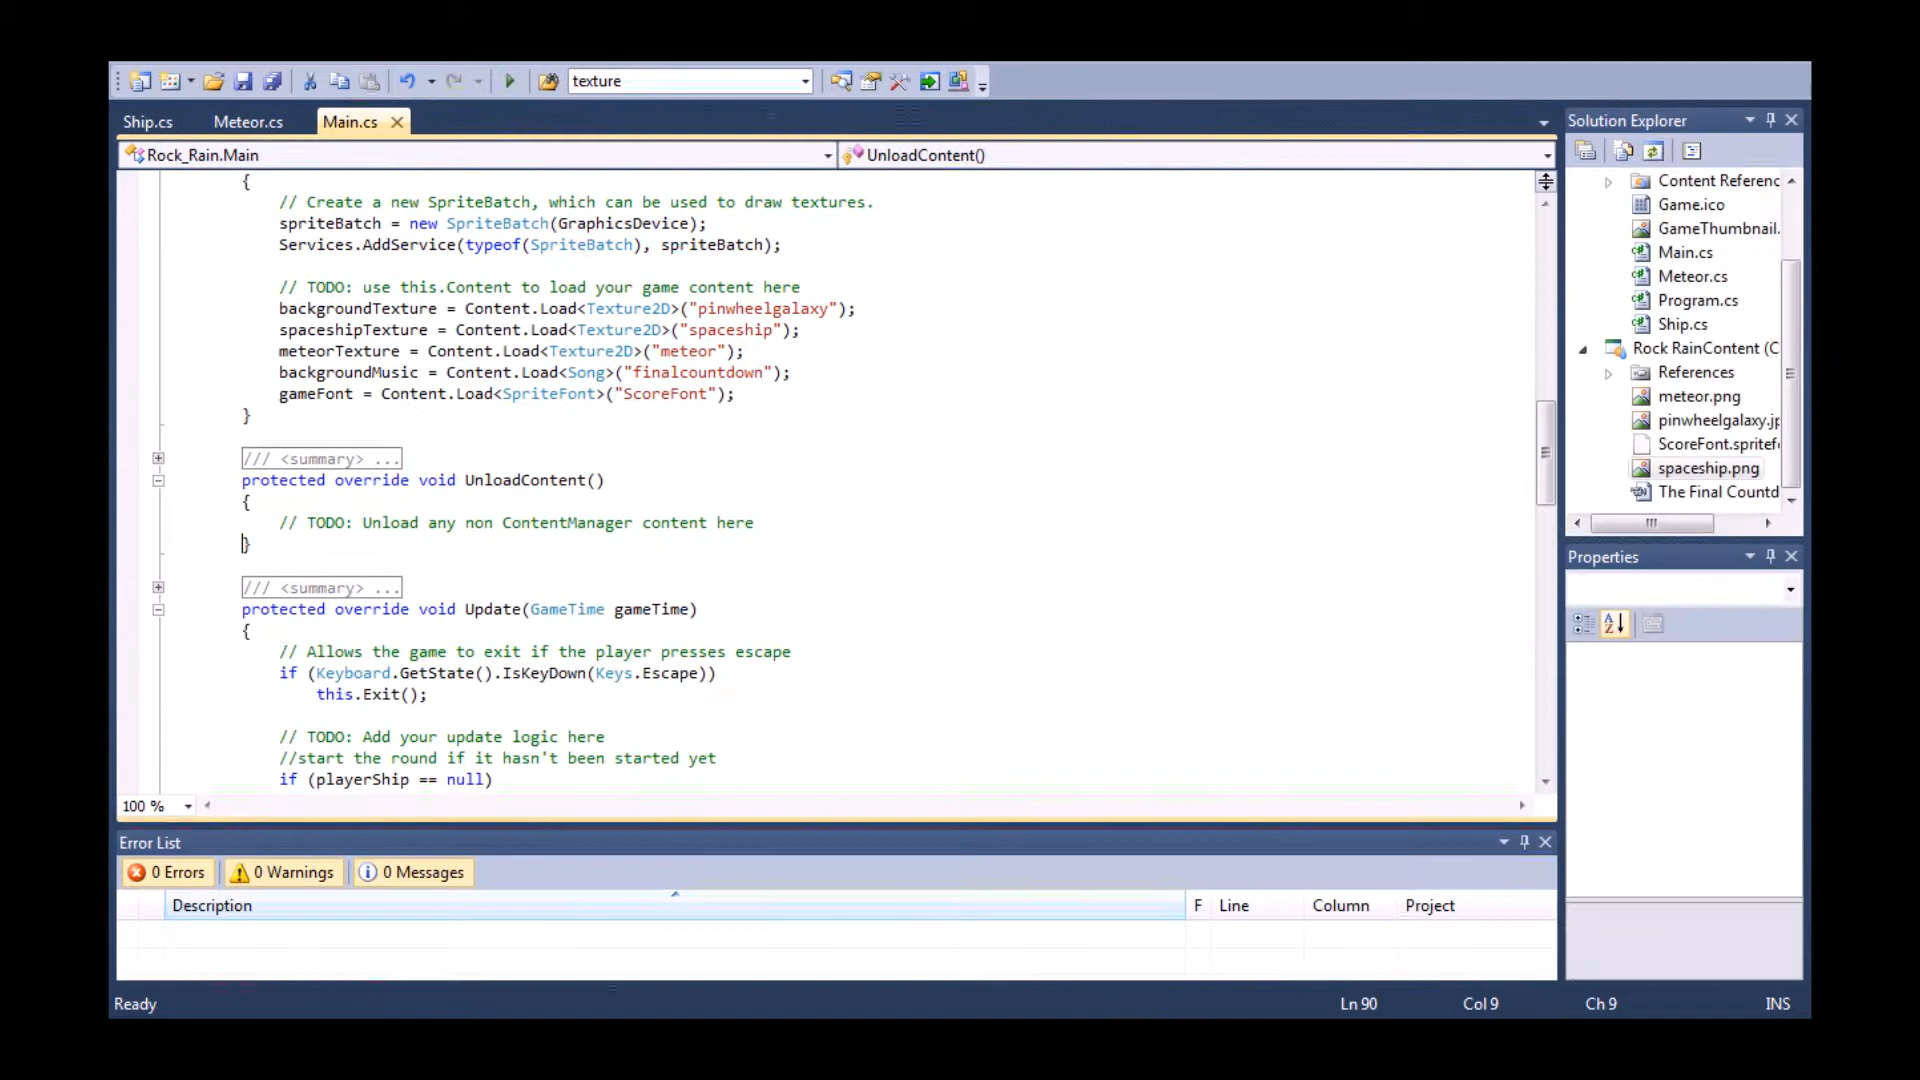 texture
Ship.cs
Meteor.cs
Main.cs
Rock_Rain.Main
UnloadContent()
{
// Create a new SpriteBatch, which can be used to draw textures.
spriteBatch = new SpriteBatch(GraphicsDevice);
Services.AddService(typeof(SpriteBatch), spriteBatch);
// TODO: use this.Content to load your game content here
backgroundTexture = Content.Load<Texture2D>("pinwheelgalaxy");
spaceshipTexture = Content.Load<Texture2D>("spaceship");
meteorTexture = Content.Load<Texture2D>("meteor");
backgroundMusic = Content.Load<Song>("finalcountdown");
gameFont = Content.Load<SpriteFont>("ScoreFont");
}
/// <summary> ...
protected override void UnloadContent()
{
// TODO: Unload any non ContentManager content here
}
/// <summary> ...
protected override void Update(GameTime gameTime)
{
// Allows the game to exit if the player presses escape
if (Keyboard.GetState().IsKeyDown(Keys.Escape))
this.Exit();
// TODO: Add your update logic here
//start the round if it hasn't been started yet
if (playerShip == null)
100 %
Solution Explorer
Content Referenc
Game.ico
GameThumbnail.
Main.cs
Meteor.cs
Program.cs
Ship.cs
Rock RainContent (C
References
meteor.png
pinwheelgalaxy.jp
ScoreFont.spritef
spaceship.png
The Final Countd
Properties
Error List
0 Errors
0 Warnings
0 Messages
Description
F
Line
Column
Project
Ready
Ln 90
Col 9
Ch 9
INS